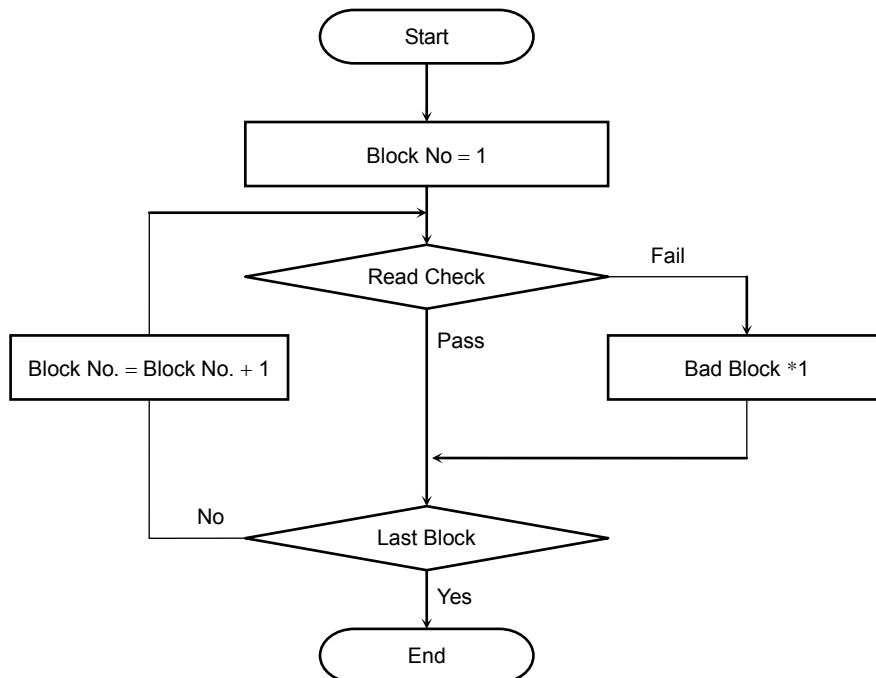 Start
Block No = 1
Read Check
Fail
Pass
Block No. = Block No. + 1
Bad Block *1
No
Last Block
Yes
End